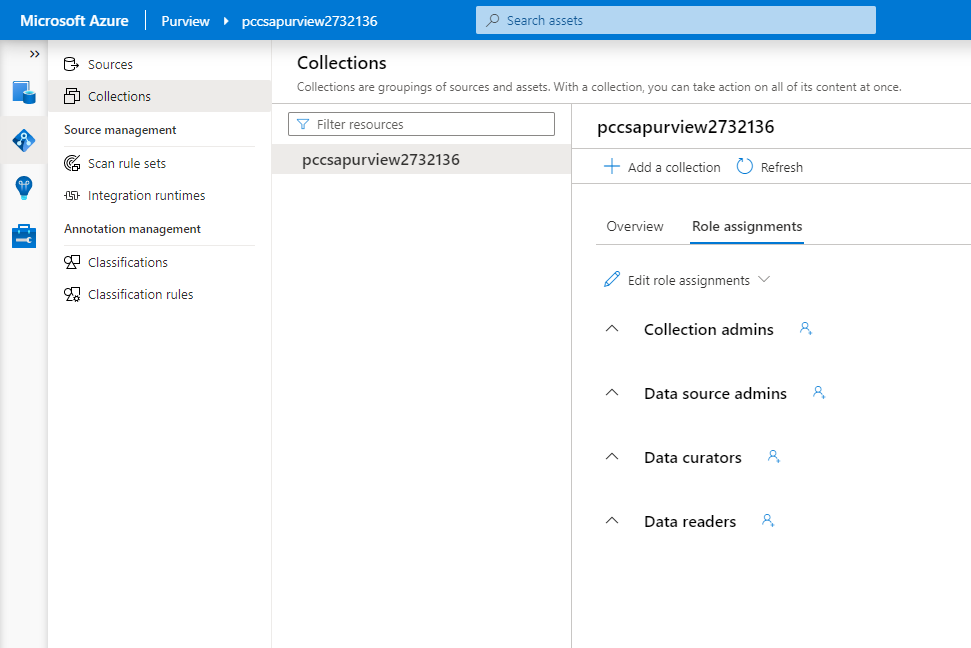 Microsoft Azure
Purview
pccsapurview2732136
Search assets
Sources
Collections
Source management
Scan rule sets
Integration runtimes
Annotation management
Classifications
Classification rules
Collections
Collections are groupings of sources and assets. With a collection, you can take action on all of its content at once.
Filter resources
pccsapurview2732136
pccsapurview2732136
Add a collection
Refresh
Overview
Role assignments
Edit role assignments
Collection admins
Data source admins
Data curators
Data readers